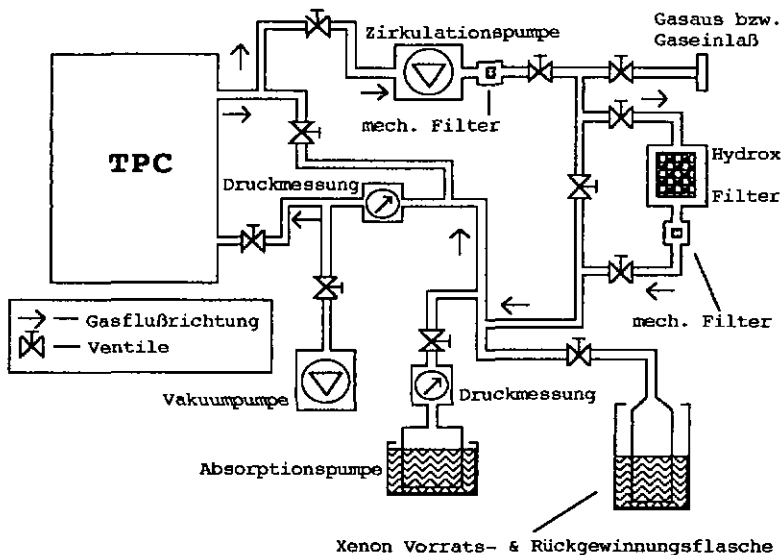 Zirkulationspumpe
Gasaus bzw.
Gaseinlaß
mech. Filter
TPC
Druckmessung
Hydrox
Filter
mech. Filter
Gasflußrichtung
Ventile
Vakuumpumpe
Druckmessung
Absorptionspumpe
Xenon Vorrats- & Rückgewinnungsflasche